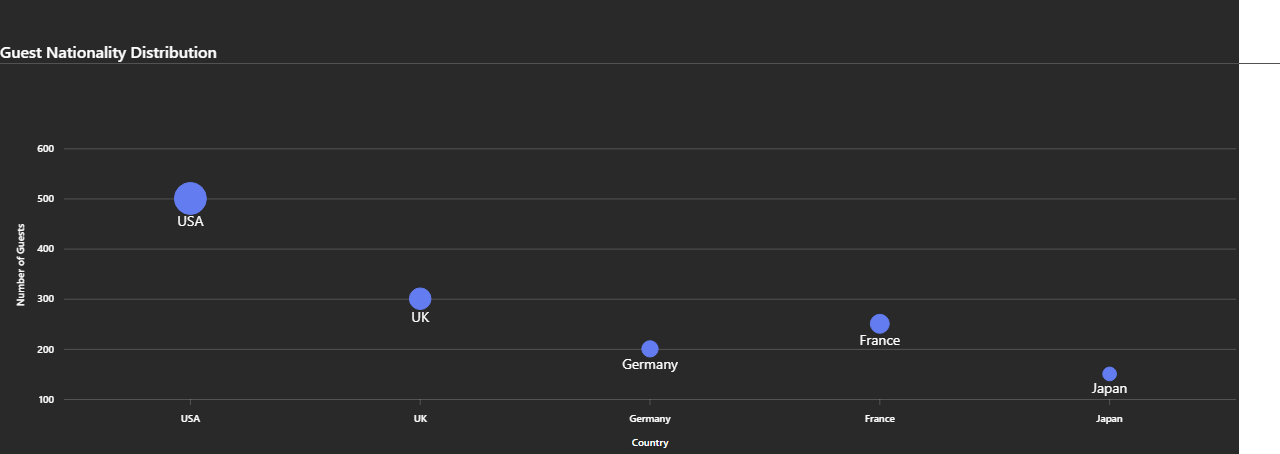 Guest Nationality Distribution
600
500
400
300
200
100
Number of Guests
USA
UK
Germany
France
Japan
USA
UK
Germany
France
Japan
Country